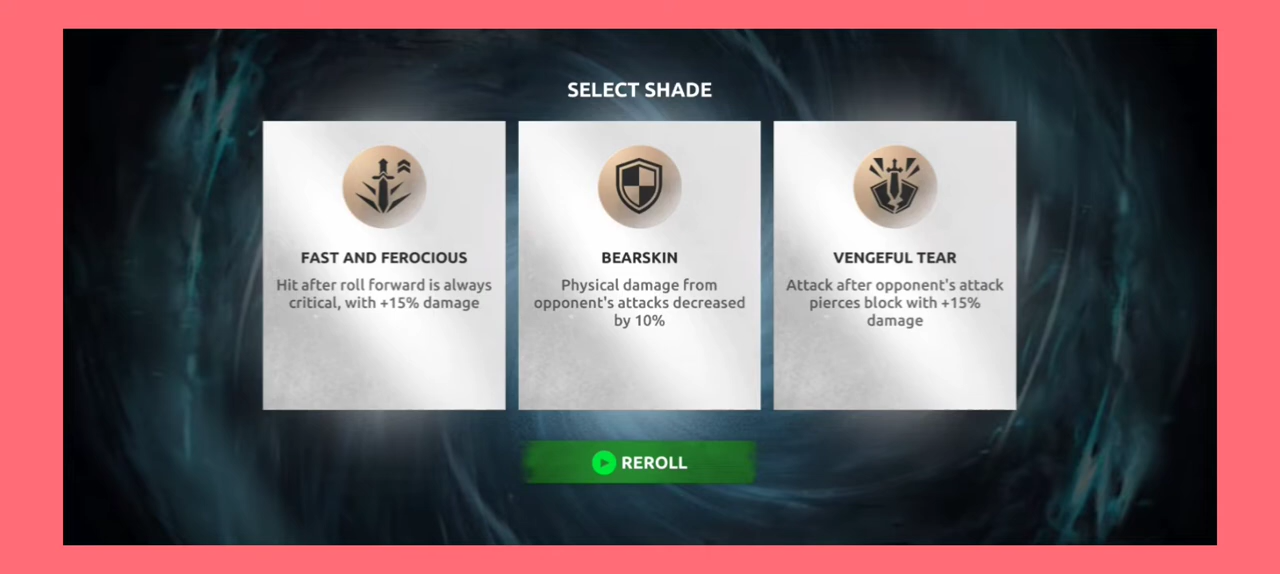 SELECT SHADE
FAST AND FEROCIOUS
Hit after roll forward is always
critical, with +15% damage
BEARSKIN
Physical damage from
opponent's attacks decreased
by 10%
VENGEFUL TEAR
Attack after opponent's attack
pierces block with +15%
damage
REROLL